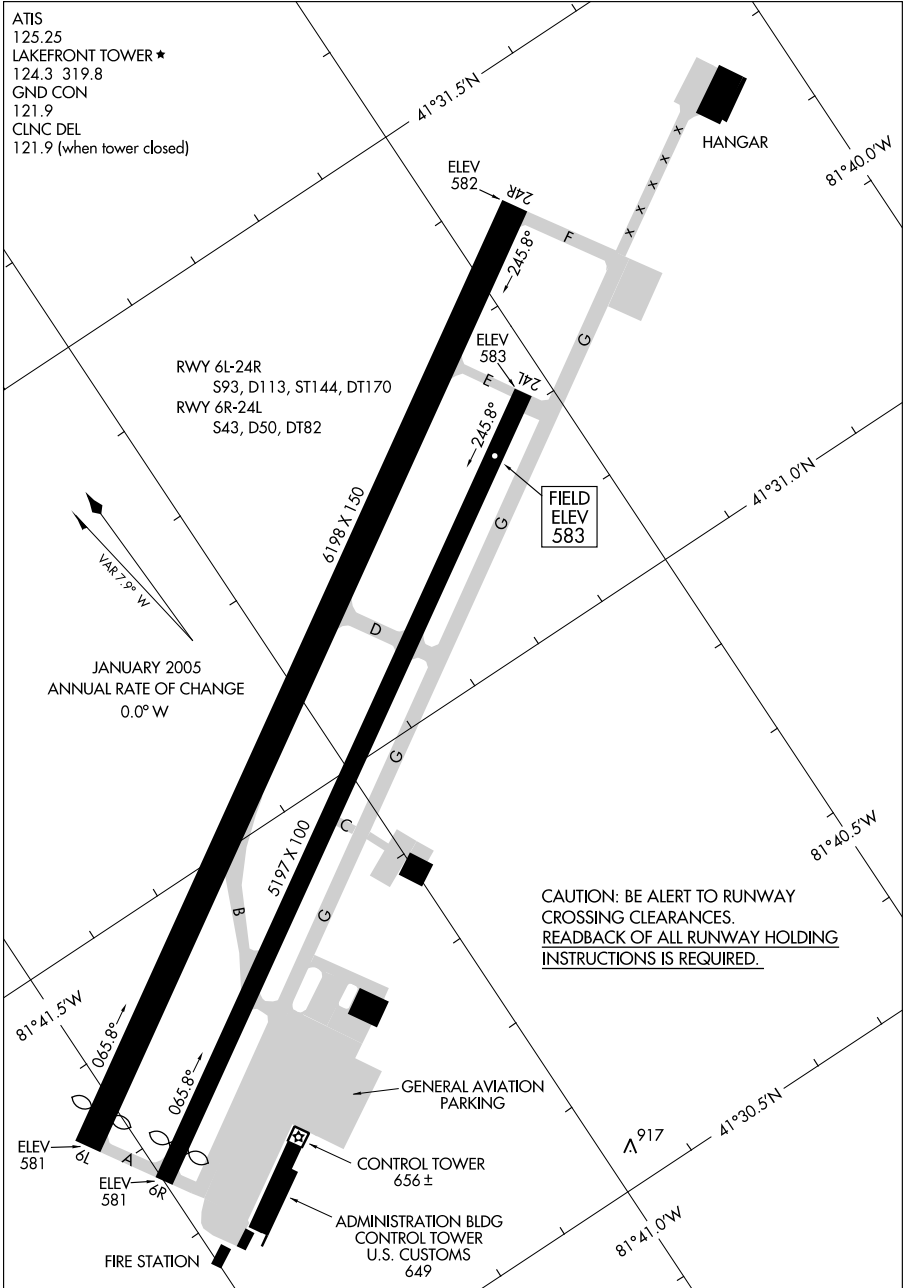 ATIS
125.25
LAKEFRONT TOWER ★
124.3 319.8
GND CON
121.9
CLNC DEL
121.9 (when tower closed)
41°31.5'N
HANGAR
81°40.0'W
ELEV
582
24R
245.8°
F
X X X X X
G
ELEV
583
24L
E
245.8°
RWY 6L-24R
S93, D113, ST144, DT170
RWY 6R-24L
S43, D50, DT82
41°31.0'N
FIELD
ELEV
583
G
6198 X 150
VAR 7.9° W
D
JANUARY 2005
ANNUAL RATE OF CHANGE
0.0° W
G
C
81°40.5'W
5197 X 100
B
G
CAUTION: BE ALERT TO RUNWAY
CROSSING CLEARANCES.
READBACK OF ALL RUNWAY HOLDING
INSTRUCTIONS IS REQUIRED.
81°41.5'W
065.8°
065.8°
GENERAL AVIATION
PARKING
41°30.5'N
917
ELEV
581
6L
A
ELEV
581
6R
CONTROL TOWER
656 ±
ADMINISTRATION BLDG
CONTROL TOWER
U.S. CUSTOMS
649
81°41.0'W
FIRE STATION